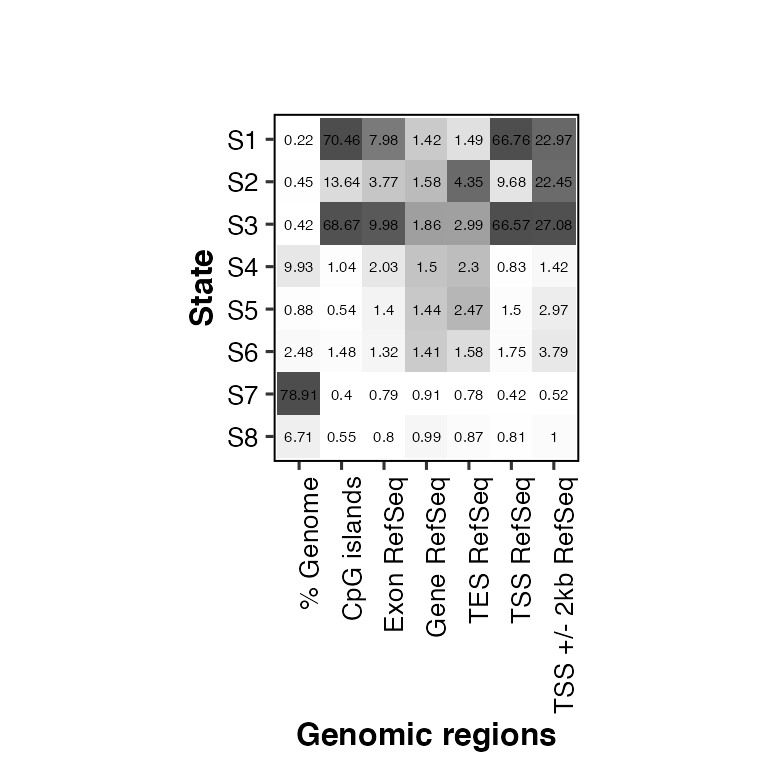 S1 0.22 70.46 7.98 1.42 1.49 66.76 22.97
S2 0.45 13.64 3.77 1.58 4.35 9.68 22.45
S3 0.42 68.67 9.98 1.86 2.99 66.57 27.08
S4 9.93 1.04 2.03 1.5 2.3 0.83 1.42
S5 0.88 0.54 1.4 1.44 2.47 1.5 2.97
S6 2.48 1.48 1.32 1.41 1.58 1.75 3.79
S7 78.91 0.4 0.79 0.91 0.78 0.42 0.52
S8 6.71 0.55 0.8 0.99 0.87 0.81 1
State
% Genome
CpG islands
Exon RefSeq
Gene RefSeq
TES RefSeq
TSS RefSeq
TSS +/- 2kb RefSeq
Genomic regions